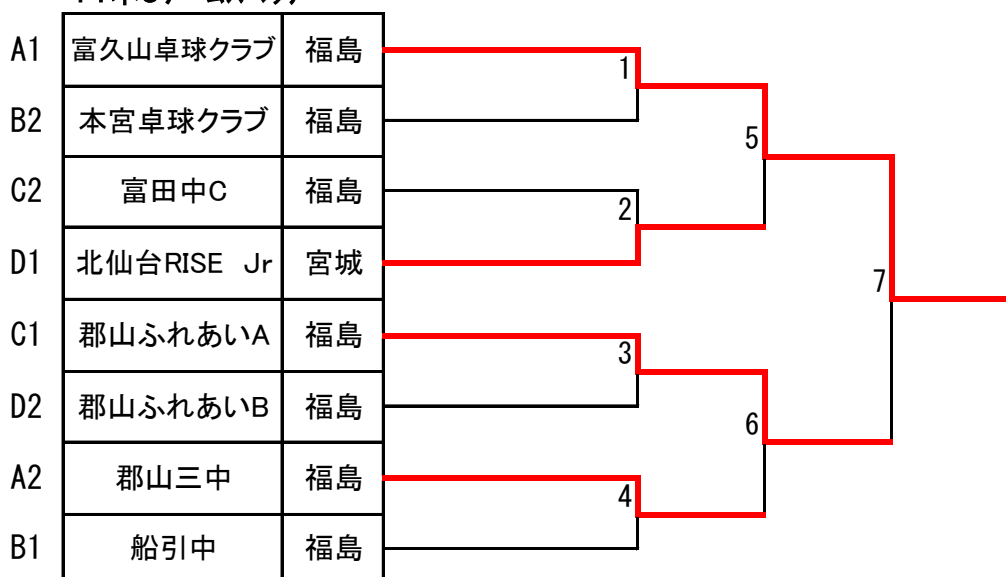 A1 富久山卓球クラブ 福島
1
B2 本宮卓球クラブ 福島
5
C2 富田中C 福島
2
D1 北仙台RISE Jr 宮城
7
C1 郡山ふれあいA 福島
3
D2 郡山ふれあいB 福島
6
A2 郡山三中 福島
4
B1 船引中 福島